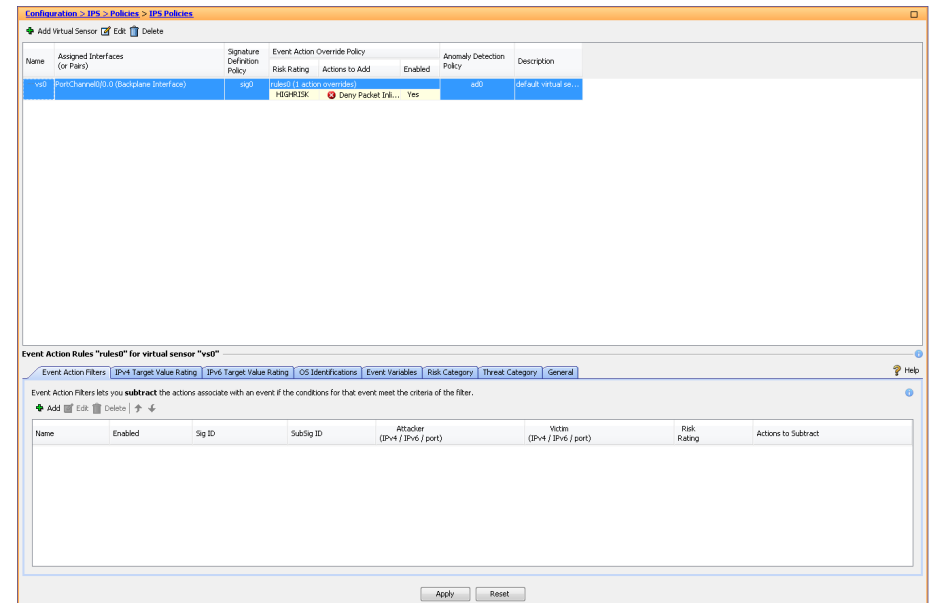 Configuration > IPS > Policies > IPS Policies
Add Virtual Sensor Edit Delete
Name
Assigned Interfaces
(or Pairs)
Signature
Definition
Policy
Event Action Override Policy
Risk Rating Actions to Add Enabled
Anomaly Detection
Policy
Description
vs0 PortChannel0/0.0 (Backplane Interface) sig0 rules0 (1 action overrides) ad0 default virtual se...
HIGHRISK Deny Packet Inli... Yes
Event Action Rules "rules0" for virtual sensor "vs0"
Event Action Filters IPv4 Target Value Rating IPv6 Target Value Rating OS Identifications Event Variables Risk Category Threat Category General Help
Event Action Filters lets you subtract the actions associate with an event if the conditions for that event meet the criteria of the filter.
Add Edit Delete
Name Enabled Sig ID SubSig ID
Attacker
(IPv4 / IPv6 / port)
Victim
(IPv4 / IPv6 / port)
Risk
Rating
Actions to Subtract
Apply Reset